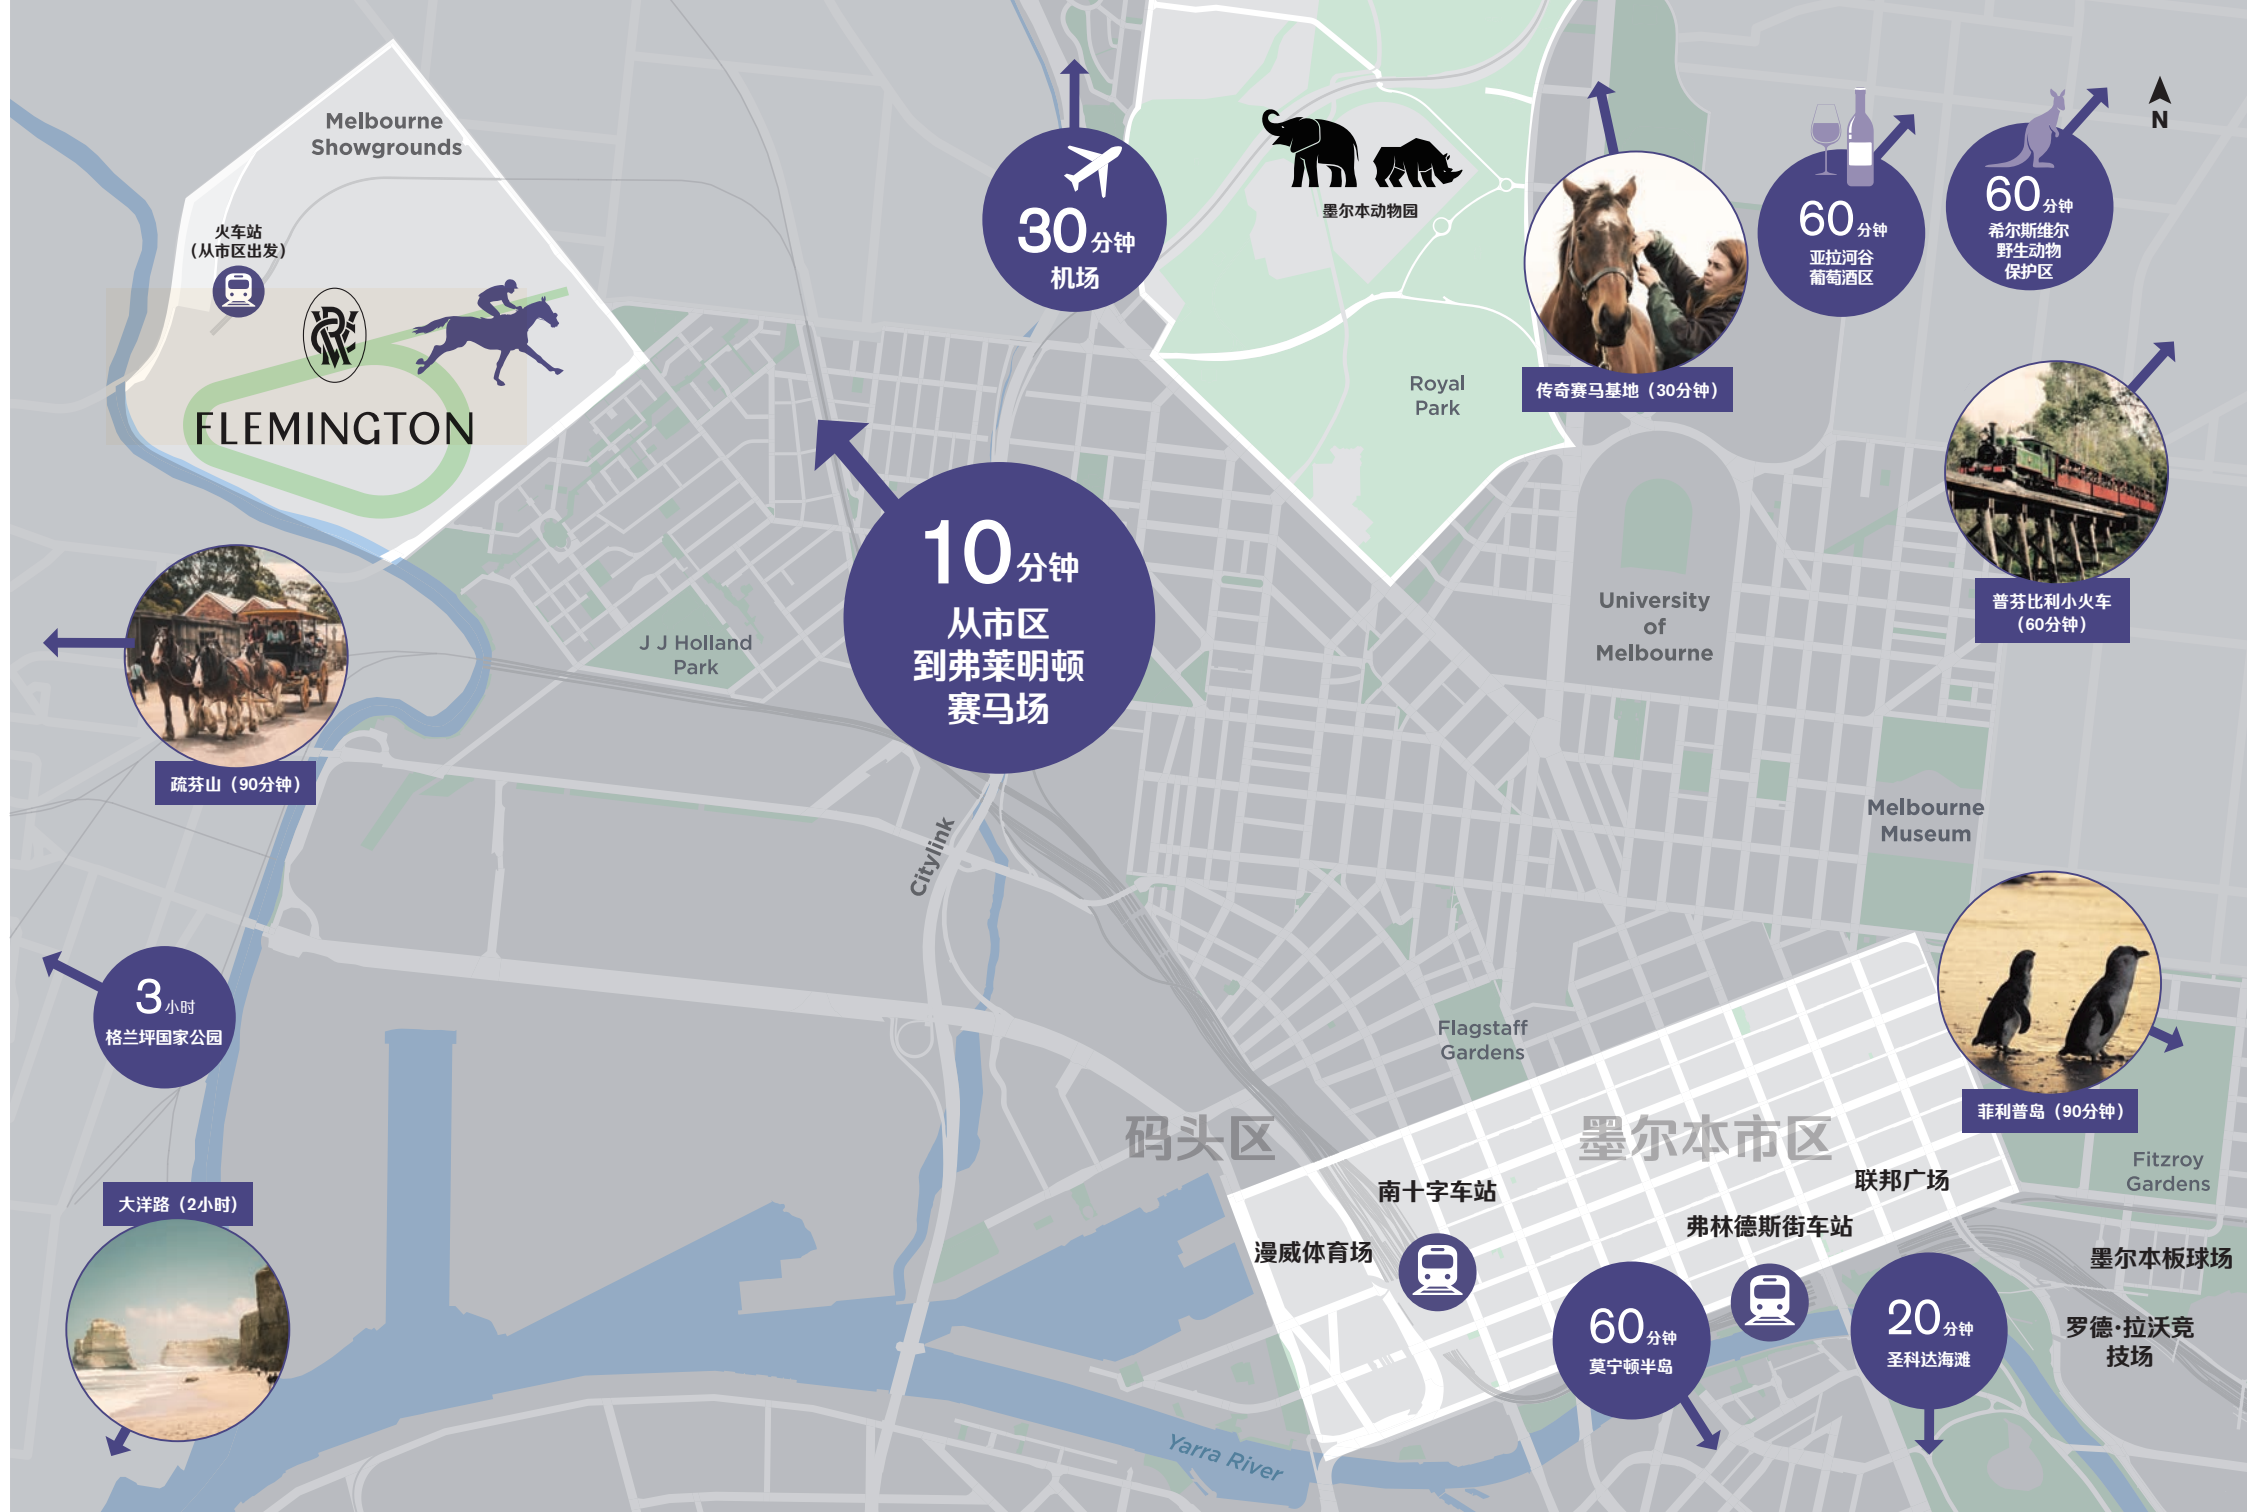 Melbourne
Showgrounds
火车站
（从市区出发）
FLEMINGTON
30分钟
机场
墨尔本动物园
Royal
Park
传奇赛马基地（30分钟）
60分钟
亚拉河谷
葡萄酒区
60分钟
希尔斯维尔
野生动物
保护区
N
普芬比利小火车
（60分钟）
10分钟
从市区
到弗莱明顿
赛马场
J J Holland
Park
University
of
Melbourne
疏芬山（90分钟）
Citylink
Melbourne
Museum
3小时
格兰坪国家公园
Flagstaff
Gardens
菲利普岛（90分钟）
码头区
墨尔本市区
Fitzroy
Gardens
大洋路（2小时)
南十字车站
联邦广场
弗林德斯街车站
漫威体育场
墨尔本板球场
60分钟
莫宁顿半岛
20分钟
圣科达海滩
罗德·拉沃竞
技场
Yarra River